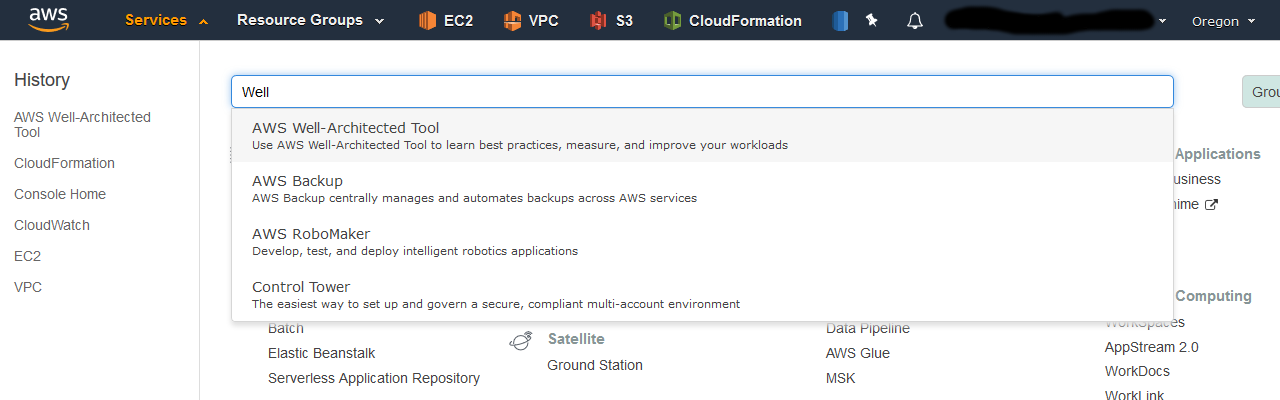 aws Services Resource Groups EC2 VPC S3 CloudFormation Oregon
History
AWS Well-Architected
Tool
CloudFormation
Console Home
CloudWatch
EC2
VPC
Well
AWS Well-Architected Tool
Use AWS Well-Architected Tool to learn best practices, measure, and improve your workloads
AWS Backup
AWS Backup centrally manages and automates backups across AWS services
AWS RoboMaker
Develop, test, and deploy intelligent robotics applications
Control Tower
The easiest way to set up and govern a secure, compliant multi-account environment
Batch
Elastic Beanstalk
Serverless Application Repository
Satellite
Ground Station
Data Pipeline
AWS Glue
MSK
Applications
Computing
WorkSpaces
AppStream 2.0
WorkDocs
WorkLink